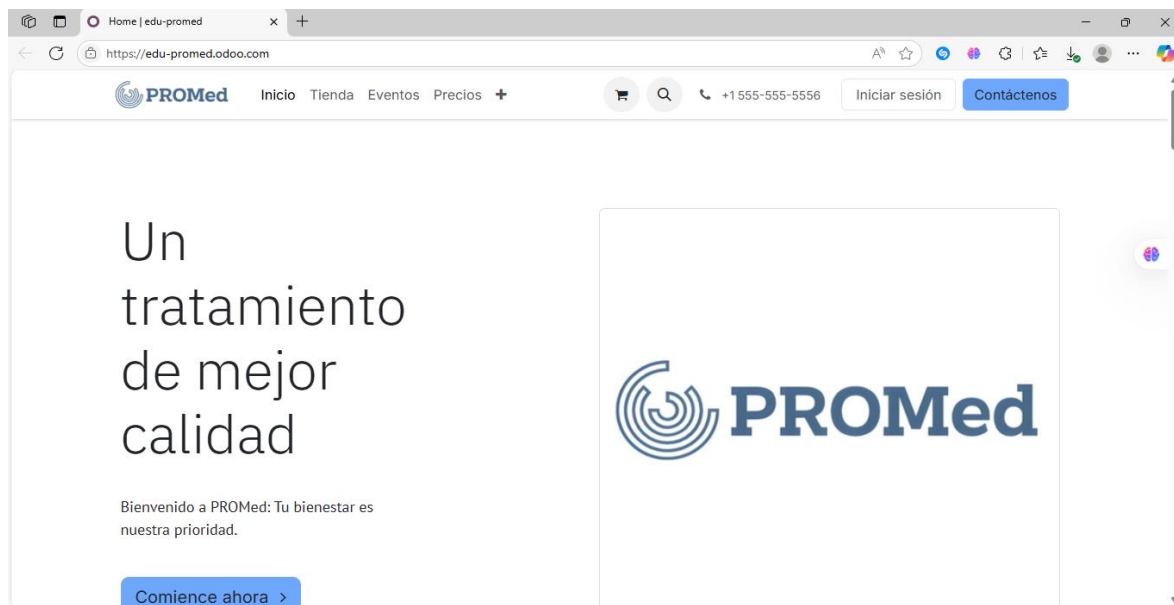 Home | edu-promed
https://edu-promed.odoo.com
PROMed Inicio Tienda Eventos Precios + +1 555-555-5556 Iniciar sesión Contáctenos
Un
tratamiento
de mejor
calidad
PROMed
Bienvenido a PROMed: Tu bienestar es
nuestra prioridad.
Comience ahora >